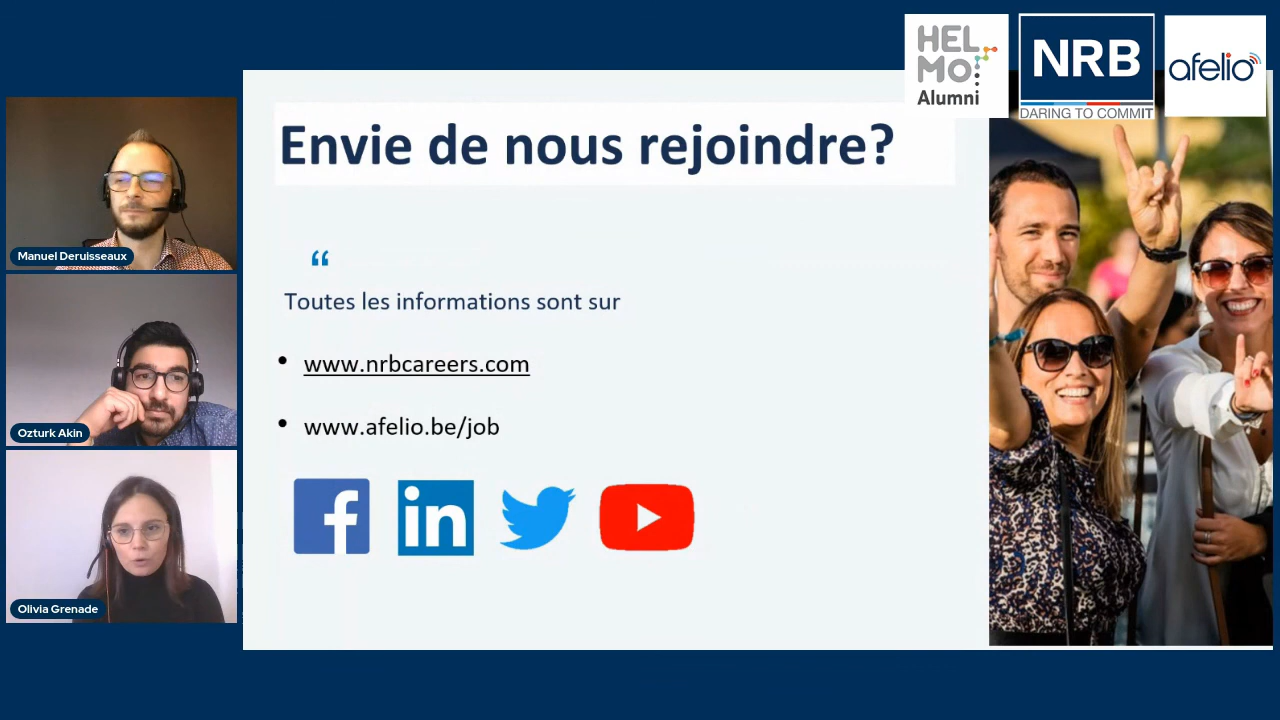 HEL
MO
Alumni
NRB
DARING TO COMMIT
afelio
Envie de nous rejoindre?
“
Toutes les informations sont sur
• www.nrbcareers.com
• www.afelio.be/job
f
in
Manuel Deruisseaux
Ozturk Akin
Olivia Grenade